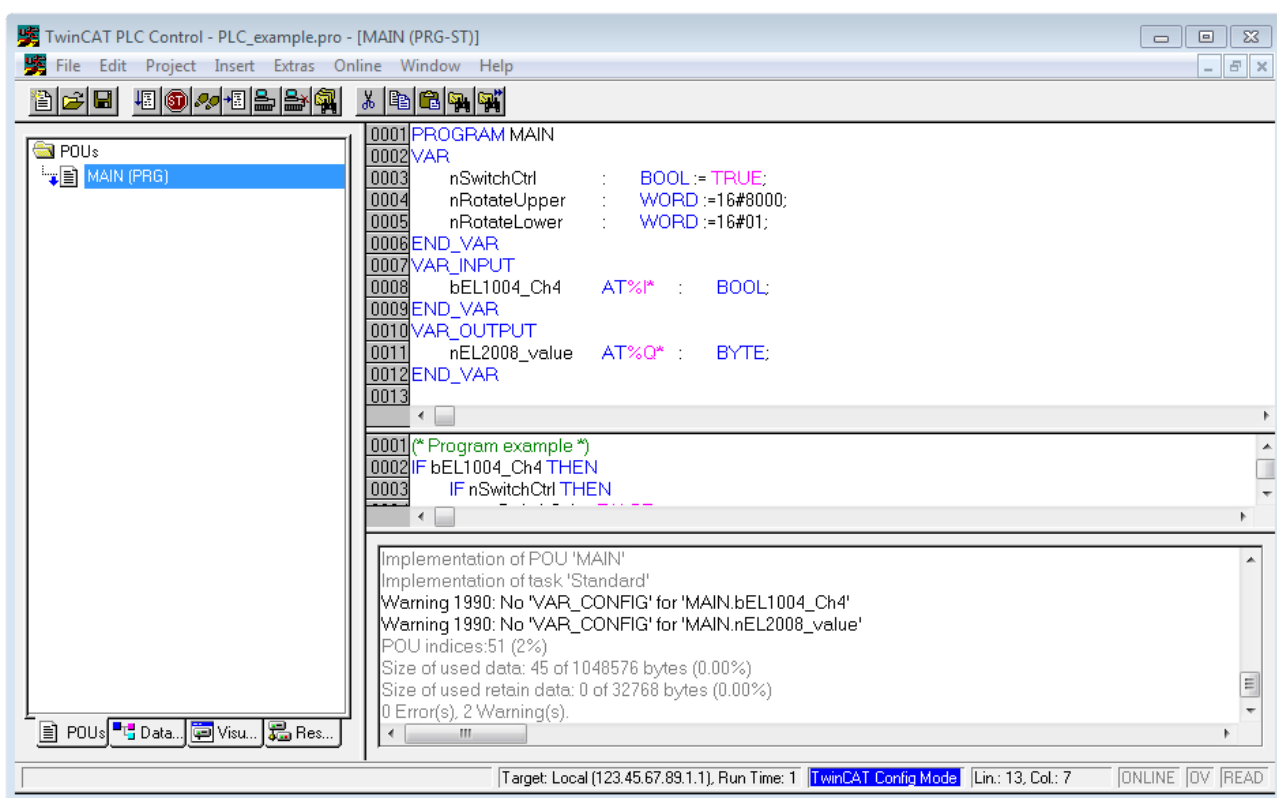 TwinCAT PLC Control - PLC_example.pro - [MAIN (PRG-ST)]
File Edit Project Insert Extras Online Window Help
POUs
MAIN (PRG)
0001 PROGRAM MAIN
0002 VAR
0003 nSwitchCtrl : BOOL := TRUE;
0004 nRotateUpper : WORD :=16#8000;
0005 nRotateLower : WORD :=16#01;
0006 END_VAR
0007 VAR_INPUT
0008 bEL1004_Ch4 AT%I* : BOOL;
0009 END_VAR
0010 VAR_OUTPUT
0011 nEL2008_value AT%Q* : BYTE;
0012 END_VAR
0013
0001 (* Program example *)
0002 IF bEL1004_Ch4 THEN
0003 IF nSwitchCtrl THEN
Implementation of POU 'MAIN'
Implementation of task 'Standard'
Warning 1990: No 'VAR_CONFIG' for 'MAIN.bEL1004_Ch4'
Warning 1990: No 'VAR_CONFIG' for 'MAIN.nEL2008_value'
POU indices:51 (2%)
Size of used data: 45 of 1048576 bytes (0.00%)
Size of used retain data: 0 of 32768 bytes (0.00%)
0 Error(s), 2 Warning(s).
POUs Data... Visu... Res...
Target: Local (123.45.67.89.1.1), Run Time: 1 TwinCAT Config Mode Lin.: 13, Col.: 7 ONLINE OV READ